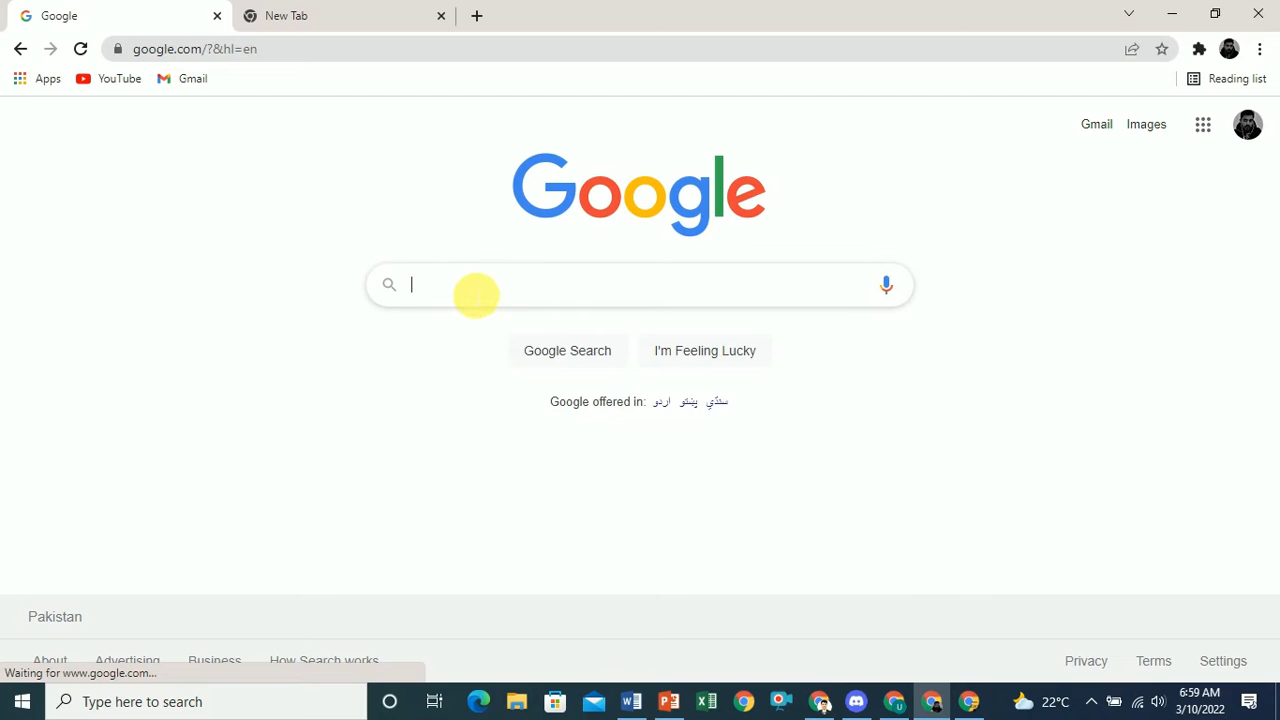 Google
New Tab
google.com/?&hl=en
Apps
YouTube
Gmail
Reading list
Gmail
Images
Google
Google Search
I'm Feeling Lucky
Google offered in: اردو پښتو سنڌي
Pakistan
About
Advertising
Business
How Search works
Privacy
Terms
Settings
Waiting for www.google.com...
Type here to search
22°C
6:59 AM
3/10/2022